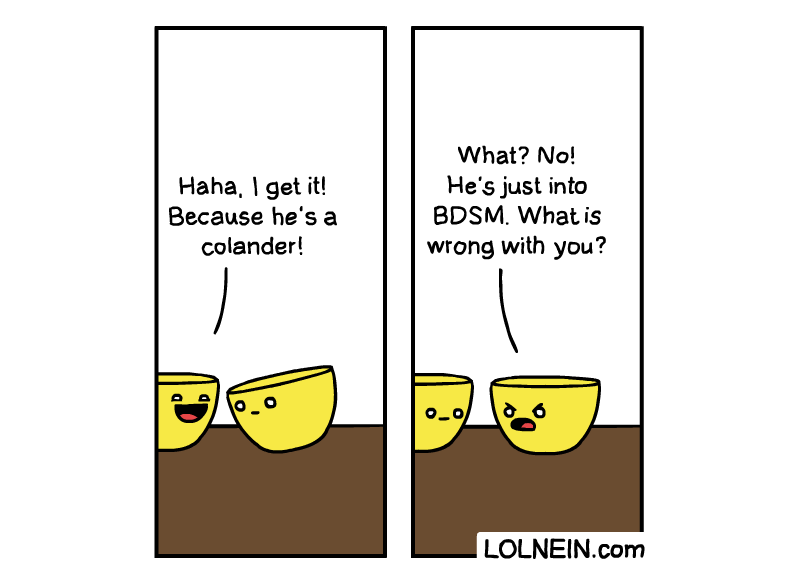 Haha, I get it!
Because he's a
colander!
What? No!
He's just into
BDSM. What is
wrong with you?
LOLNEIN.com